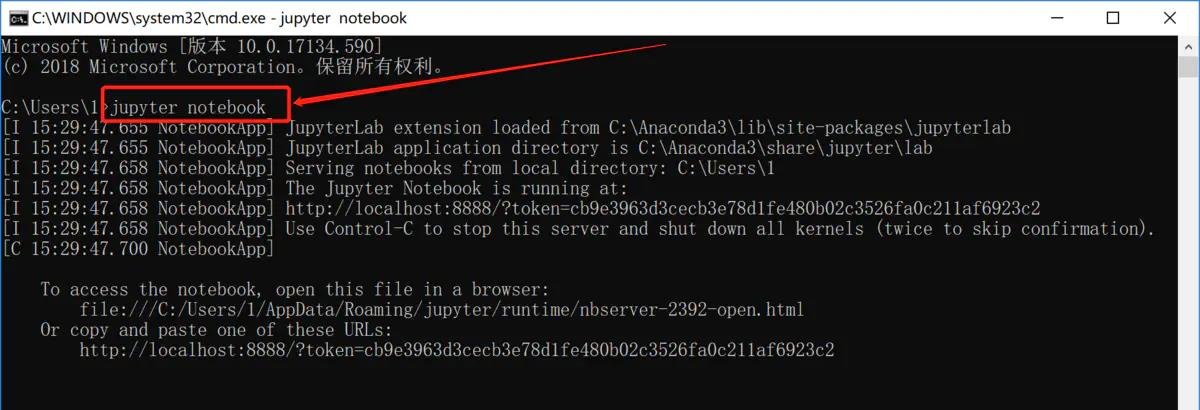 C:\WINDOWS\system32\cmd.exe - jupyter  notebook
Microsoft Windows [版本 10.0.17134.590]
(c) 2018 Microsoft Corporation。保留所有权利。
C:\Users\1>jupyter notebook
[I 15:29:47.655 NotebookApp] JupyterLab extension loaded from C:\Anaconda3\lib\site-packages\jupyterlab
[I 15:29:47.655 NotebookApp] JupyterLab application directory is C:\Anaconda3\share\jupyter\lab
[I 15:29:47.658 NotebookApp] Serving notebooks from local directory: C:\Users\1
[I 15:29:47.658 NotebookApp] The Jupyter Notebook is running at:
[I 15:29:47.658 NotebookApp] http://localhost:8888/?token=cb9e3963d3cecb3e78d1fe480b02c3526fa0c211af6923c2
[I 15:29:47.658 NotebookApp] Use Control-C to stop this server and shut down all kernels (twice to skip confirmation).
[C 15:29:47.700 NotebookApp]
To access the notebook, open this file in a browser:
file:///C:/Users/1/AppData/Roaming/jupyter/runtime/nbserver-2392-open.html
Or copy and paste one of these URLs:
http://localhost:8888/?token=cb9e3963d3cecb3e78d1fe480b02c3526fa0c211af6923c2